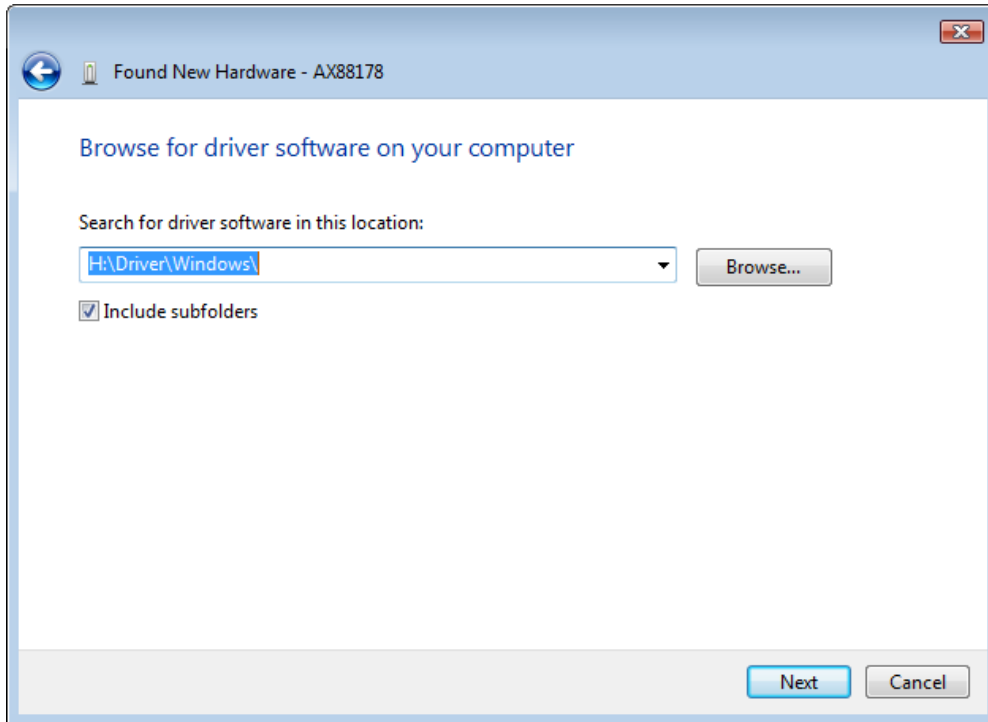 Found New Hardware - AX88178
Browse for driver software on your computer
Search for driver software in this location:
H:\Driver\Windows\
Browse...
Include subfolders
Next
Cancel